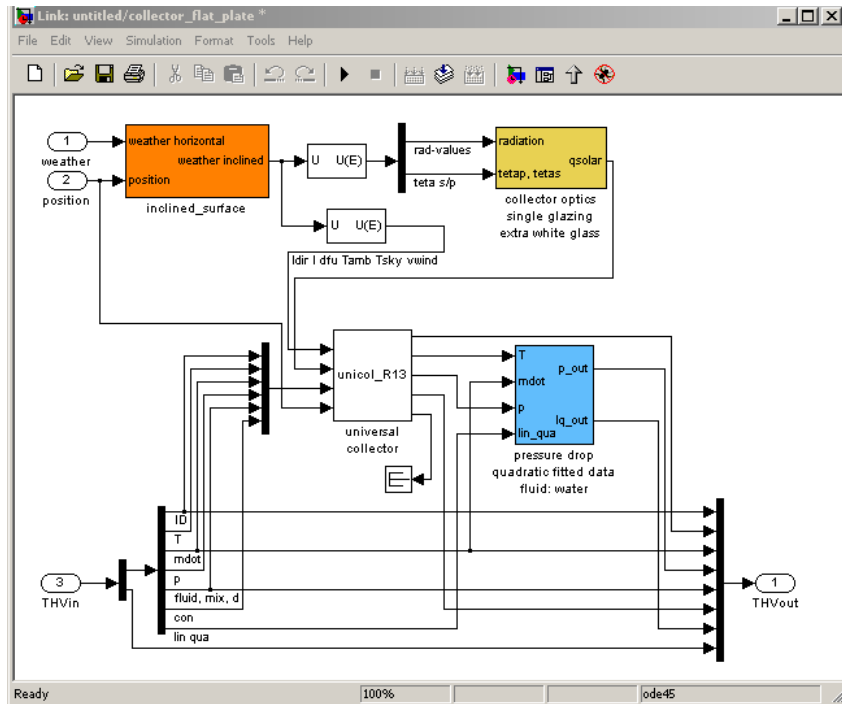 Link: untitled/collector_flat_plate *
File Edit View Simulation Format Tools Help
1
weather
2
position
weather horizontal
weather inclined
position
inclined_surface
U U(E)
rad-values
teta s/p
radiation
qsolar
tetap, tetas
collector optics
single glazing
extra white glass
U U(E)
Idir I dfu Tamb Tsky vwind
unicol_R13
universal
collector
T
p_out
mdot
p
lq_out
lin_qua
pressure drop
quadratic fitted data
fluid: water
3
THVin
ID
T
mdot
p
fluid, mix, d
con
lin qua
1
THVout
Ready
100%
ode45